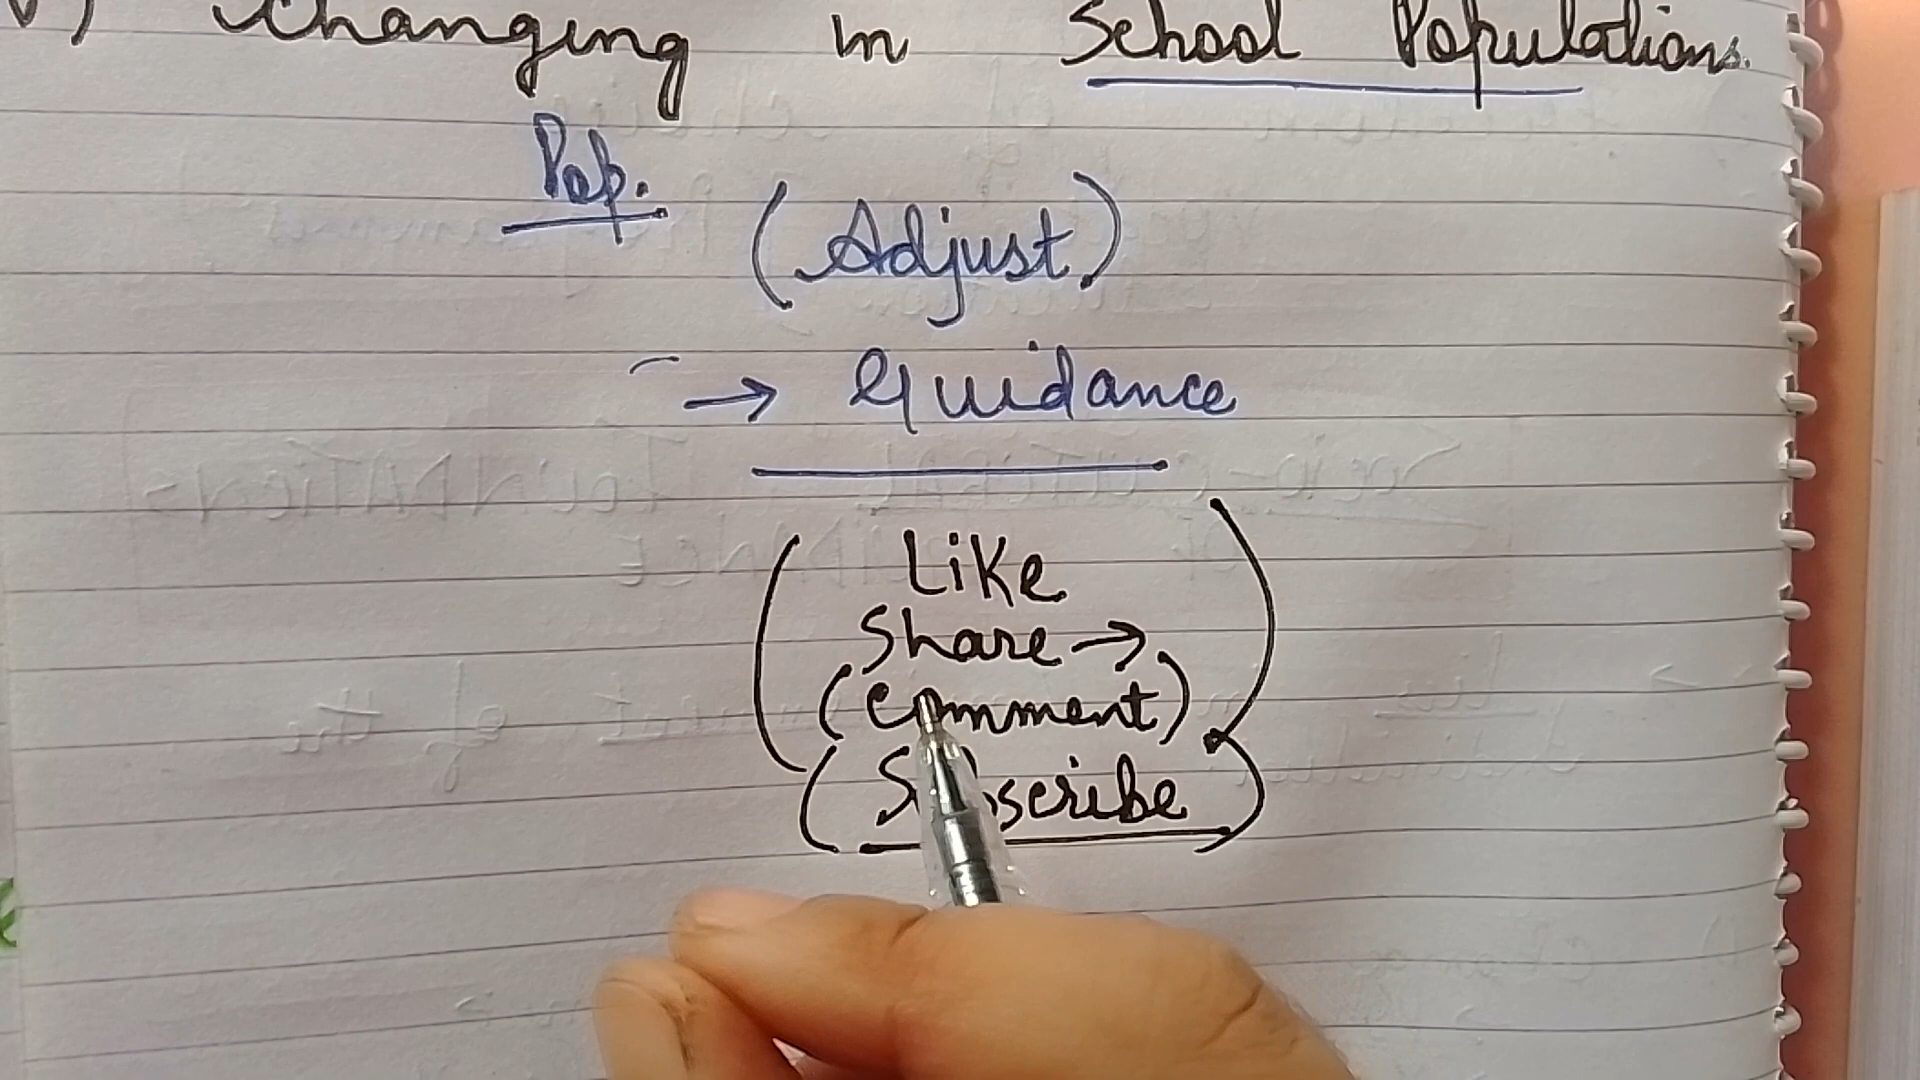 v) Changing in School Populations.
Pop.
(Adjust)
→ Guidance
Like
Share →
(Comment)
(Subscribe)